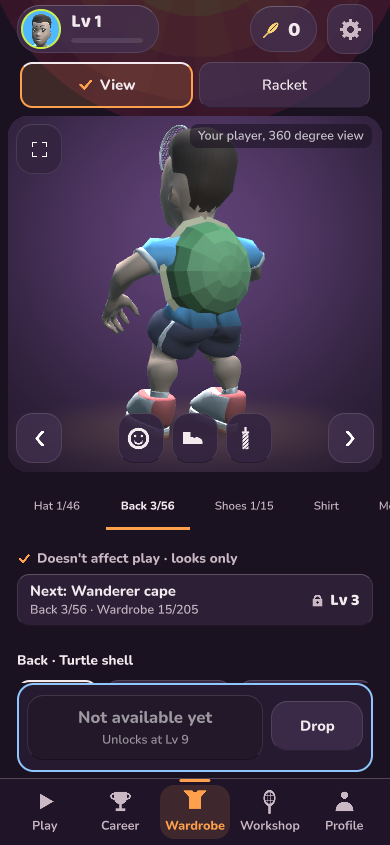 Lv 1
0
View
Racket
Your player, 360 degree view
Hat 1/46
Back 3/56
Shoes 1/15
Shirt
Doesn't affect play · looks only
Next: Wanderer cape
Back 3/56 · Wardrobe 15/205
Lv 3
Back · Turtle shell
Not available yet
Unlocks at Lv 9
Drop
Play
Career
Wardrobe
Workshop
Profile